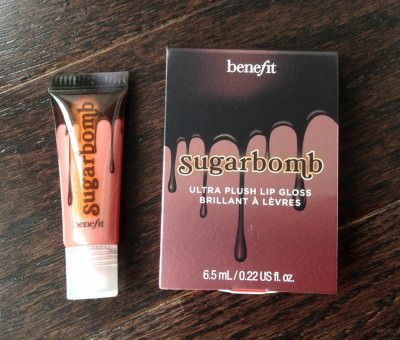 sugarbomb
benefit
benefit
sugarbomb
ULTRA PLUSH LIP GLOSS
BRILLANT À LÈVRES
6.5 mL / 0.22 US fl. oz.